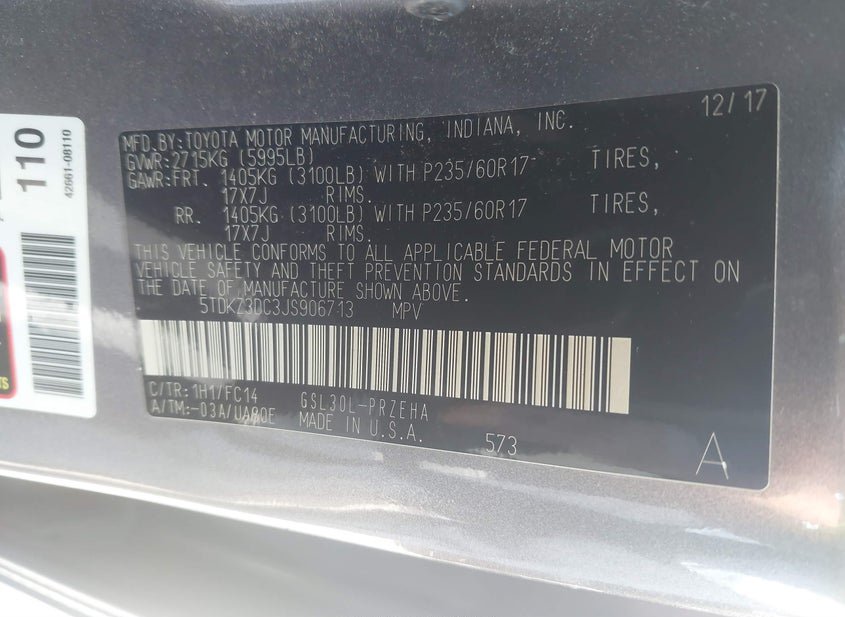 110
42661-08110
12/17
MFD.BY:TOYOTA MOTOR MANUFACTURING, INDIANA, INC.
GVWR:2715KG (5995LB)
GAWR:FRT. 1405KG (3100LB) WITH P235/60R17 TIRES,
17X7J RIMS.
RR. 1405KG (3100LB) WITH P235/60R17 TIRES,
17X7J RIMS.
THIS VEHICLE CONFORMS TO ALL APPLICABLE FEDERAL MOTOR
VEHICLE SAFETY AND THEFT PREVENTION STANDARDS IN EFFECT ON
THE DATE OF MANUFACTURE SHOWN ABOVE.
5TDKZ3DC3JS906713 MPV
C/TR: 1H1/FC14 GSL30L-PRZEHA
A/TM:-03A/UA80E MADE IN U.S.A. 573
A